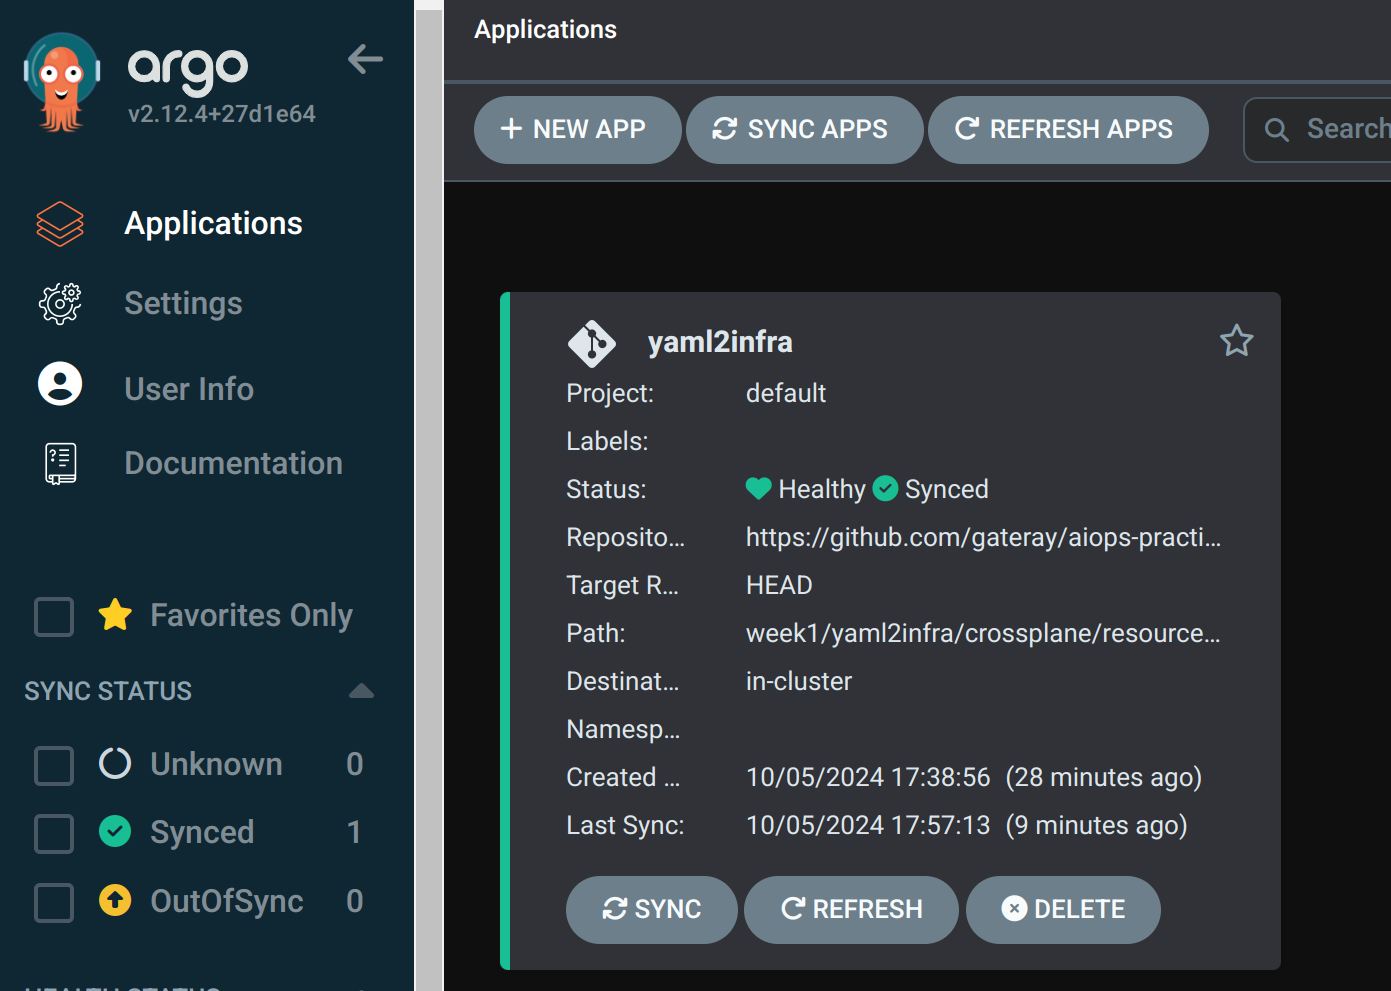 argo
v2.12.4+27d1e64
Applications
Settings
User Info
Documentation
Favorites Only
SYNC STATUS
Unknown 0
Synced 1
OutOfSync 0
HEALTH STATUS
Applications
NEW APP SYNC APPS REFRESH APPS Search
yaml2infra
Project: default
Labels:
Status: Healthy Synced
Reposito... https://github.com/gateray/aiops-practi...
Target R... HEAD
Path: week1/yaml2infra/crossplane/resource...
Destinat... in-cluster
Namesp...
Created ... 10/05/2024 17:38:56 (28 minutes ago)
Last Sync: 10/05/2024 17:57:13 (9 minutes ago)
SYNC REFRESH DELETE